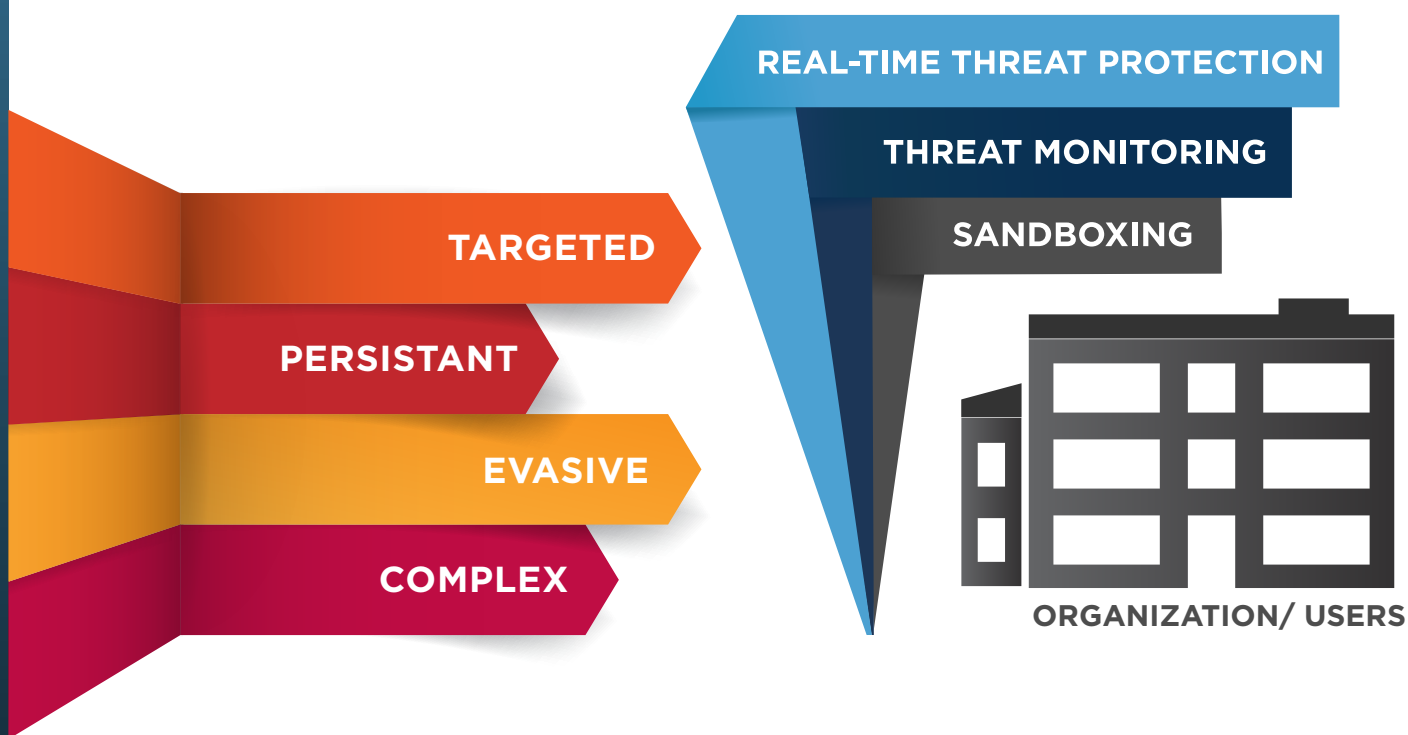 TARGETED
PERSISTANT
EVASIVE
COMPLEX
REAL-TIME THREAT PROTECTION
THREAT MONITORING
SANDBOXING
ORGANIZATION/ USERS